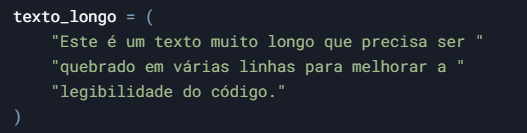 texto_longo = (
    "Este é um texto muito longo que precisa ser "
    "quebrado em várias linhas para melhorar a "
    "legibilidade do código."
)